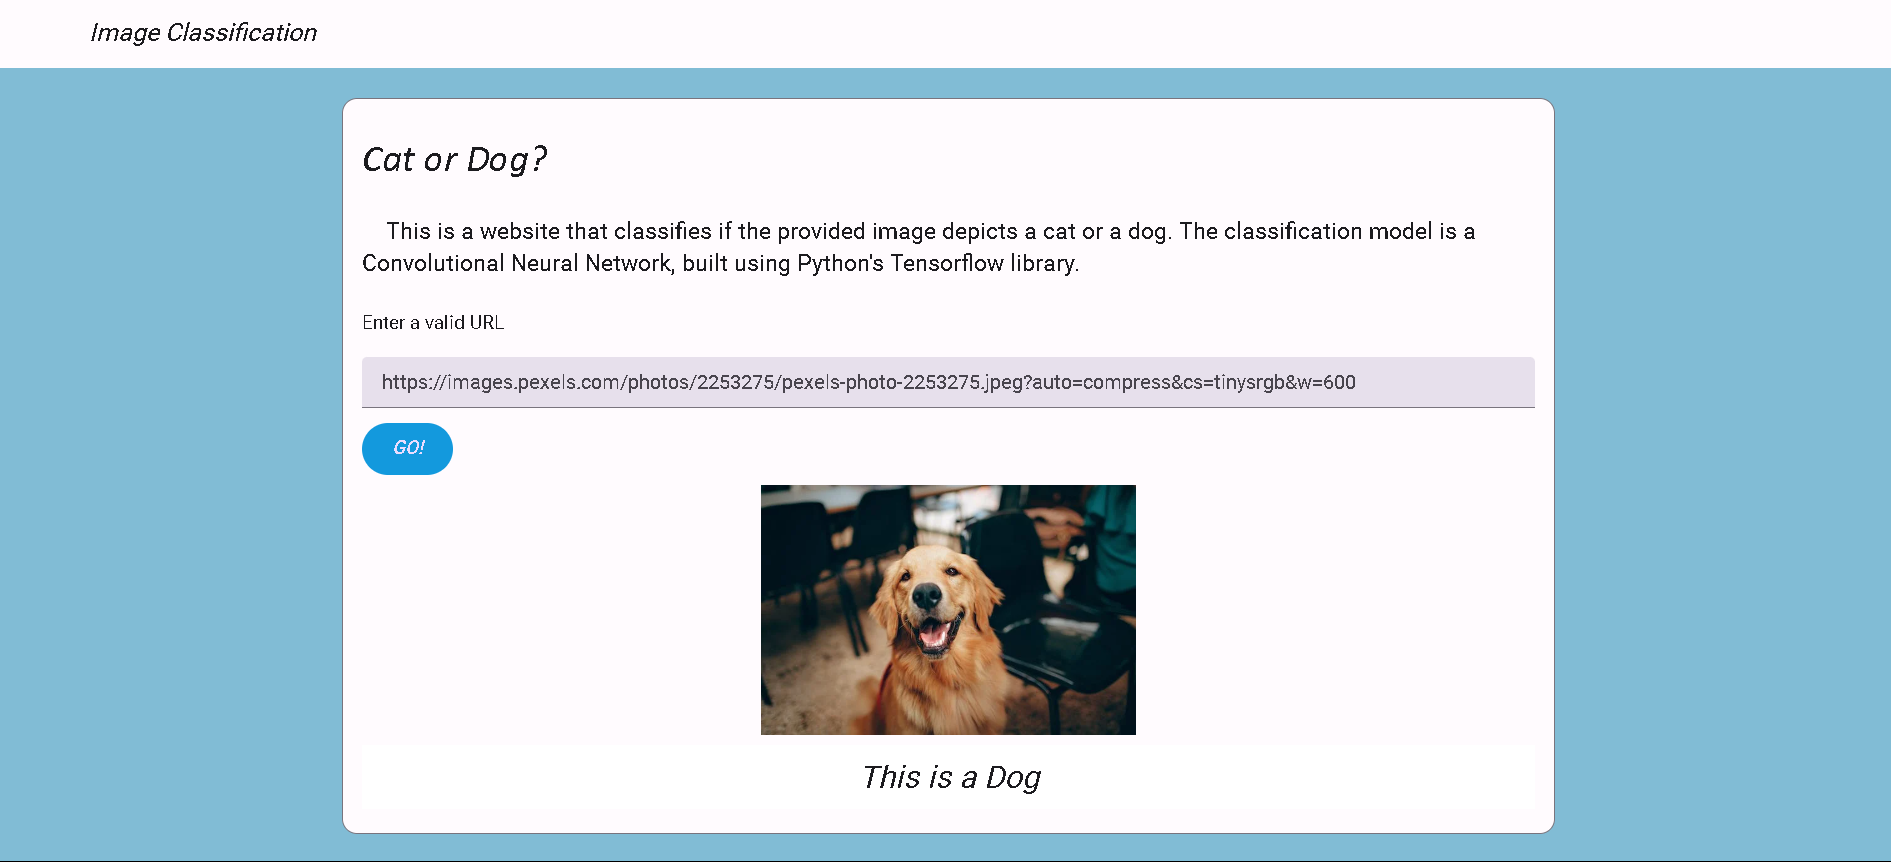 Image Classification
Cat or Dog?
This is a website that classifies if the provided image depicts a cat or a dog. The classification model is a
Convolutional Neural Network, built using Python's Tensorflow library.
Enter a valid URL
https://images.pexels.com/photos/2253275/pexels-photo-2253275.jpeg?auto=compress&cs=tinysrgb&w=600
GO!
This is a Dog